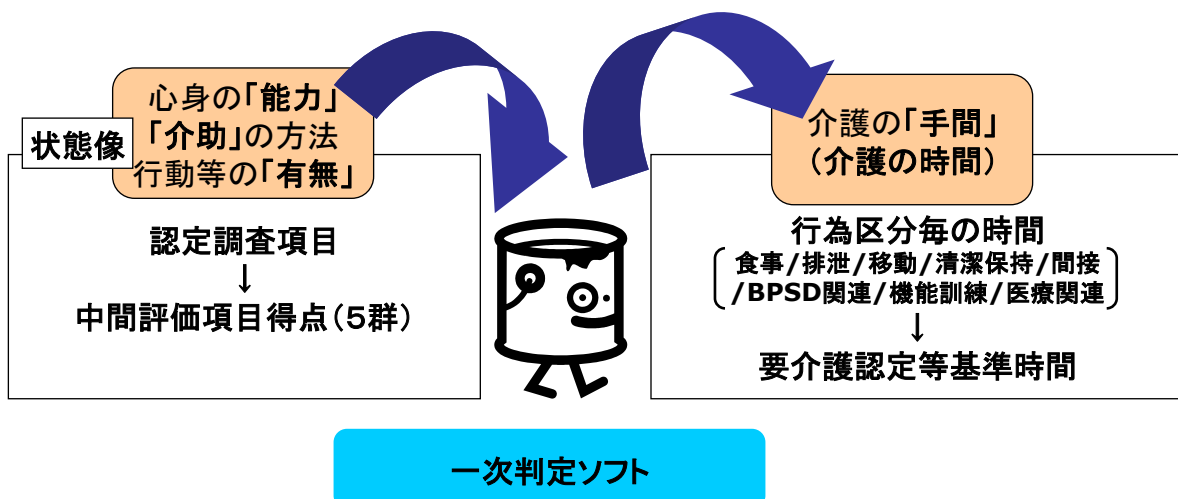 状態像
心身の「能力」
「介助」の方法
行動等の「有無」
認定調査項目
↓
中間評価項目得点(5群)
介護の「手間」
(介護の時間)
行為区分毎の時間
食事/排泄/移動/清潔保持/間接
/BPSD関連/機能訓練/医療関連
↓
要介護認定等基準時間
一次判定ソフト